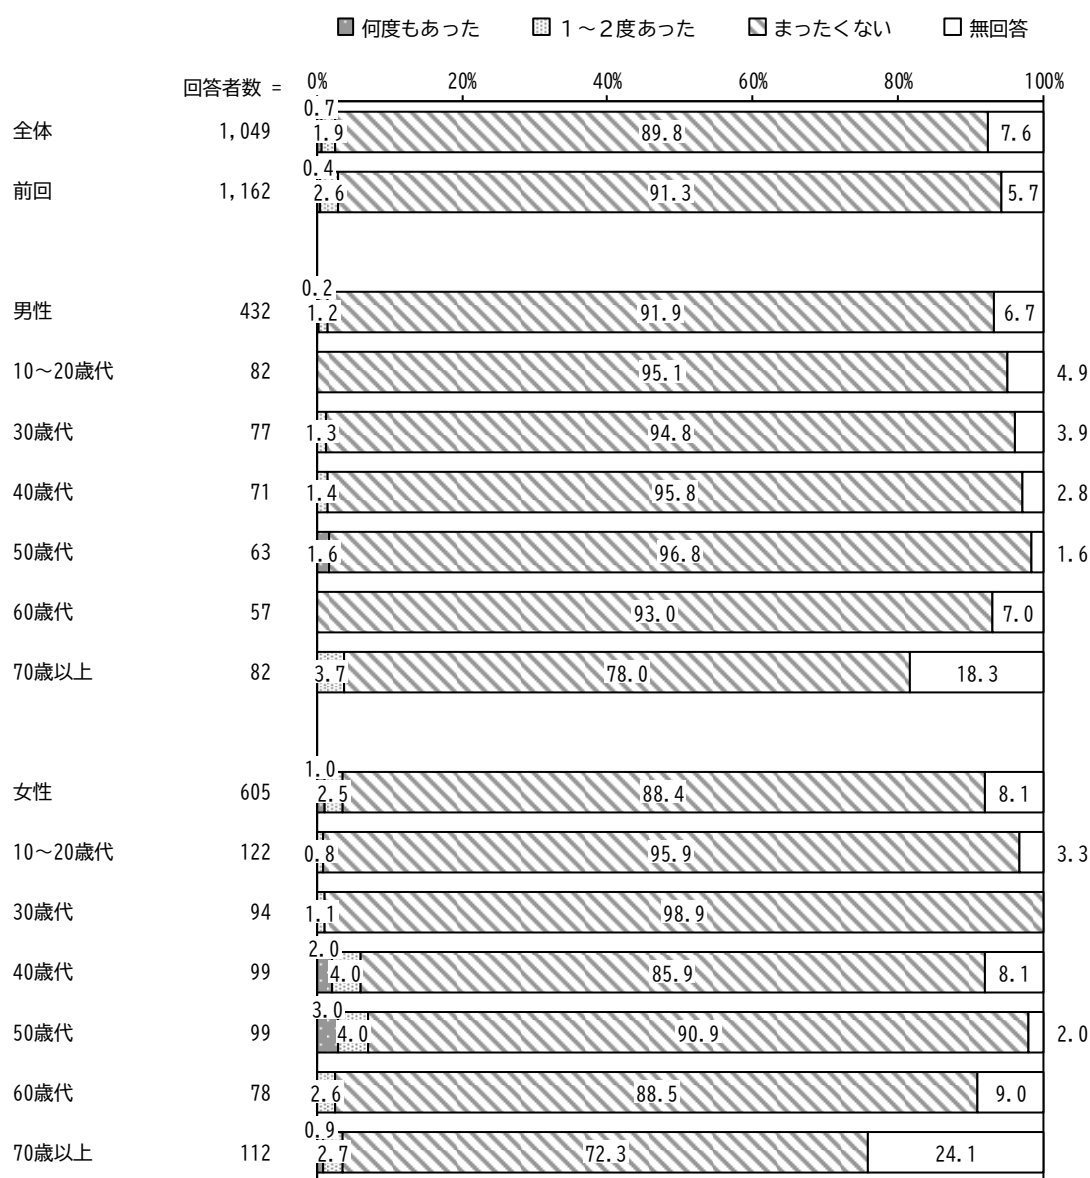 何度もあった １～２度あった まったくない 無回答
回答者数 = 0% 20% 40% 60% 80% 100%
全体 1,049 0.7 1.9 89.8 7.6
前回 1,162 0.4 2.6 91.3 5.7
男性 432 0.2 1.2 91.9 6.7
10～20歳代 82 95.1 4.9
30歳代 77 1.3 94.8 3.9
40歳代 71 1.4 95.8 2.8
50歳代 63 1.6 96.8 1.6
60歳代 57 93.0 7.0
70歳以上 82 3.7 78.0 18.3
女性 605 1.0 2.5 88.4 8.1
10～20歳代 122 0.8 95.9 3.3
30歳代 94 1.1 98.9
40歳代 99 2.0 4.0 85.9 8.1
50歳代 99 3.0 4.0 90.9 2.0
60歳代 78 2.6 88.5 9.0
70歳以上 112 0.9 2.7 72.3 24.1